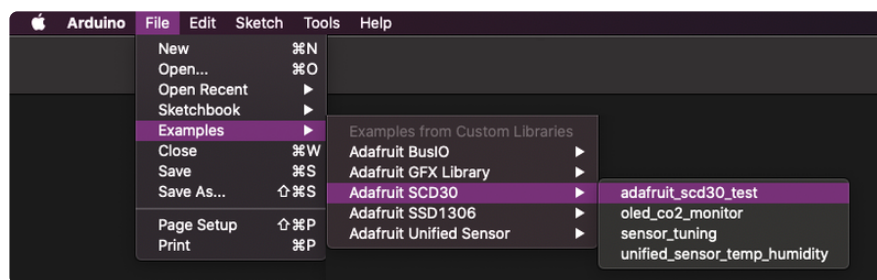 Arduino File Edit Sketch Tools Help
New ⌘N
Open... ⌘O
Open Recent ▶
Sketchbook ▶
Examples ▶
Close ⌘W
Save ⌘S
Save As... ⇧⌘S
Page Setup ⇧⌘P
Print ⌘P
Examples from Custom Libraries
Adafruit BusIO ▶
Adafruit GFX Library ▶
Adafruit SCD30 ▶
Adafruit SSD1306 ▶
Adafruit Unified Sensor ▶
adafruit_scd30_test
oled_co2_monitor
sensor_tuning
unified_sensor_temp_humidity